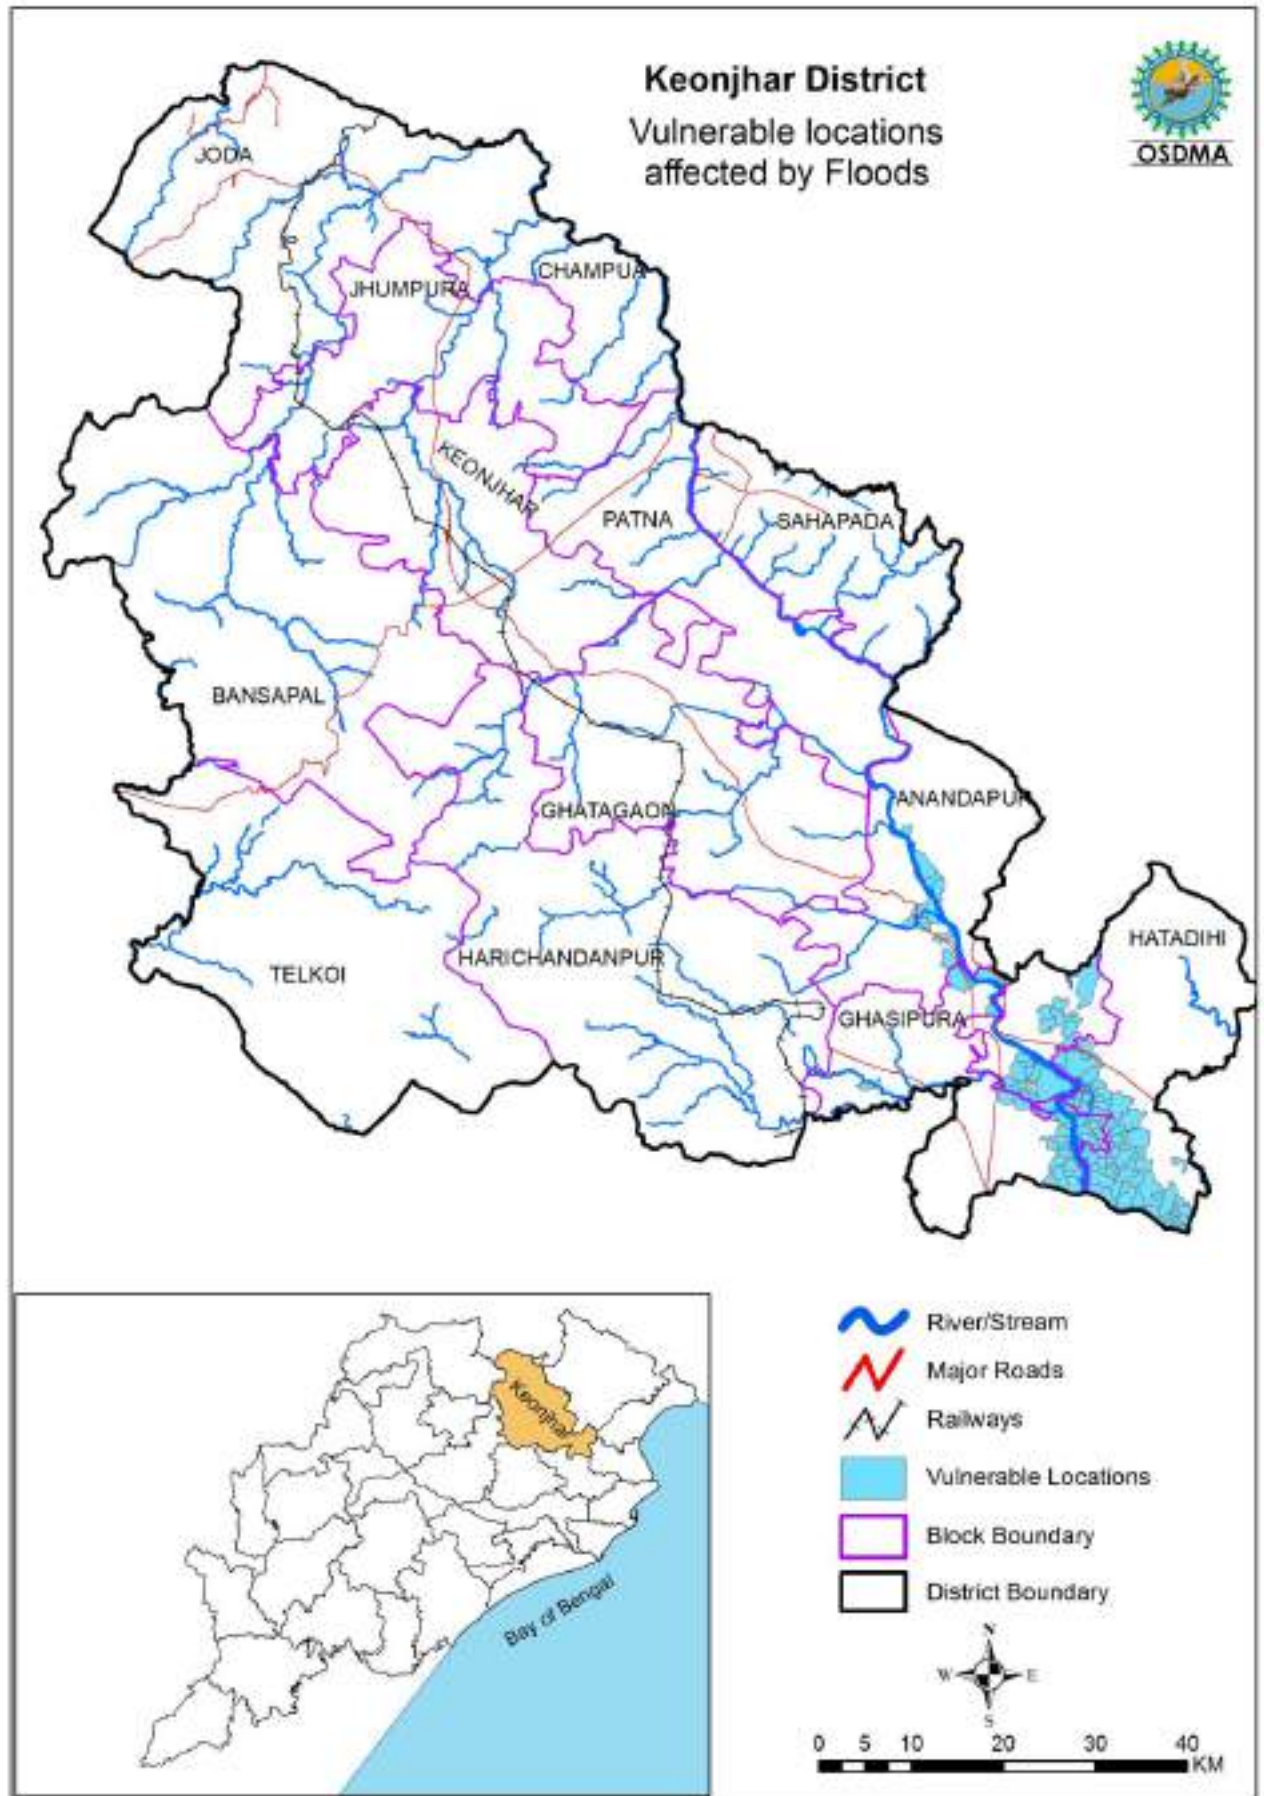 Keonjhar District
Vulnerable locations
affected by Floods
OSDMA
JODA
CHAMPUA
JHUMPURA
KEONJHAR
PATNA
SAHAPADA
BANSAPAL
GHATAGAON
ANANDAPUR
HATADIHI
HARICHANDANPUR
TELKOI
GHASIPURA
River/Stream
Major Roads
Railways
Vulnerable Locations
Block Boundary
District Boundary
Keonjhar
Bay of Bengal
N
W E
S
0 5 10 20 30 40
KM